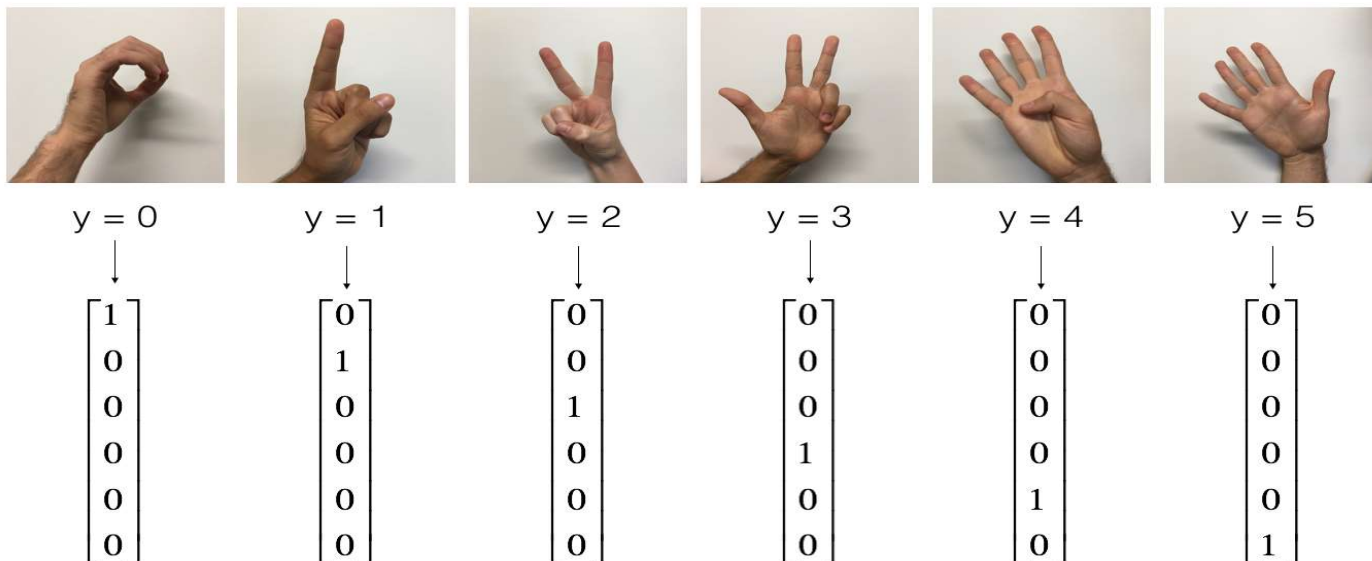 y = 0 y = 1 y = 2 y = 3 y = 4 y = 5
1 0 0 0 0 0
0 1 0 0 0 0
0 0 1 0 0 0
0 0 0 1 0 0
0 0 0 0 1 0
0 0 0 0 0 1